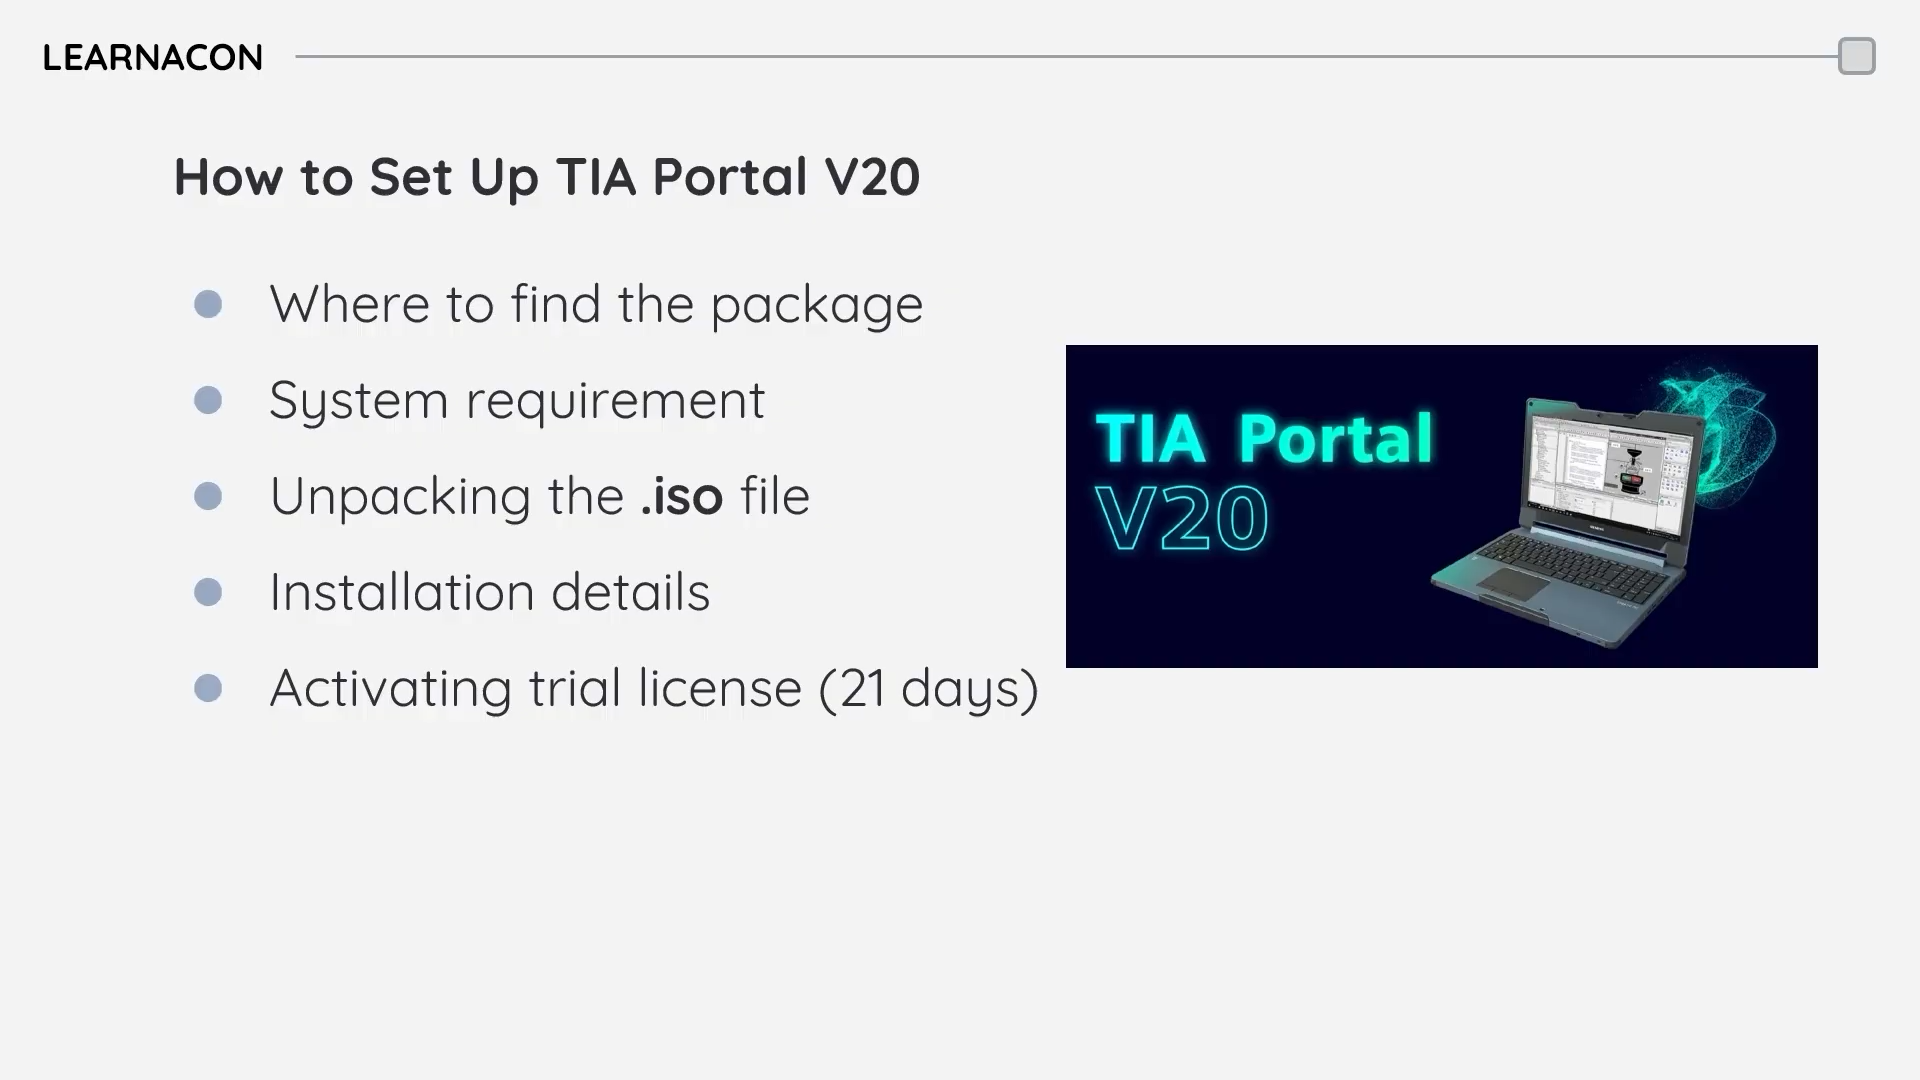 LEARNACON
How to Set Up TIA Portal V20
Where to find the package
System requirement
Unpacking the .iso file
Installation details
Activating trial license (21 days)
TIA Portal
V20